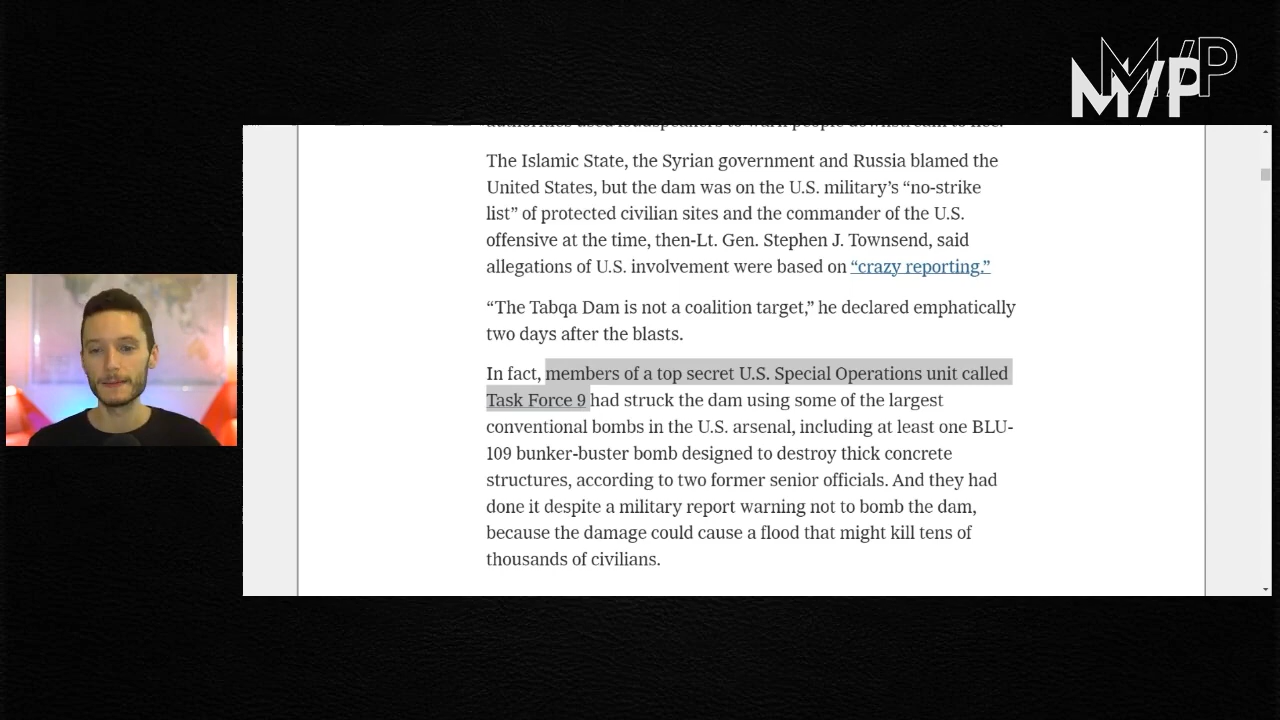 M/P
M/P
The Islamic State, the Syrian government and Russia blamed the
United States, but the dam was on the U.S. military’s “no-strike
list” of protected civilian sites and the commander of the U.S.
offensive at the time, then-Lt. Gen. Stephen J. Townsend, said
allegations of U.S. involvement were based on “crazy reporting.”
“The Tabqa Dam is not a coalition target,” he declared emphatically
two days after the blasts.
In fact, members of a top secret U.S. Special Operations unit called
Task Force 9 had struck the dam using some of the largest
conventional bombs in the U.S. arsenal, including at least one BLU-
109 bunker-buster bomb designed to destroy thick concrete
structures, according to two former senior officials. And they had
done it despite a military report warning not to bomb the dam,
because the damage could cause a flood that might kill tens of
thousands of civilians.